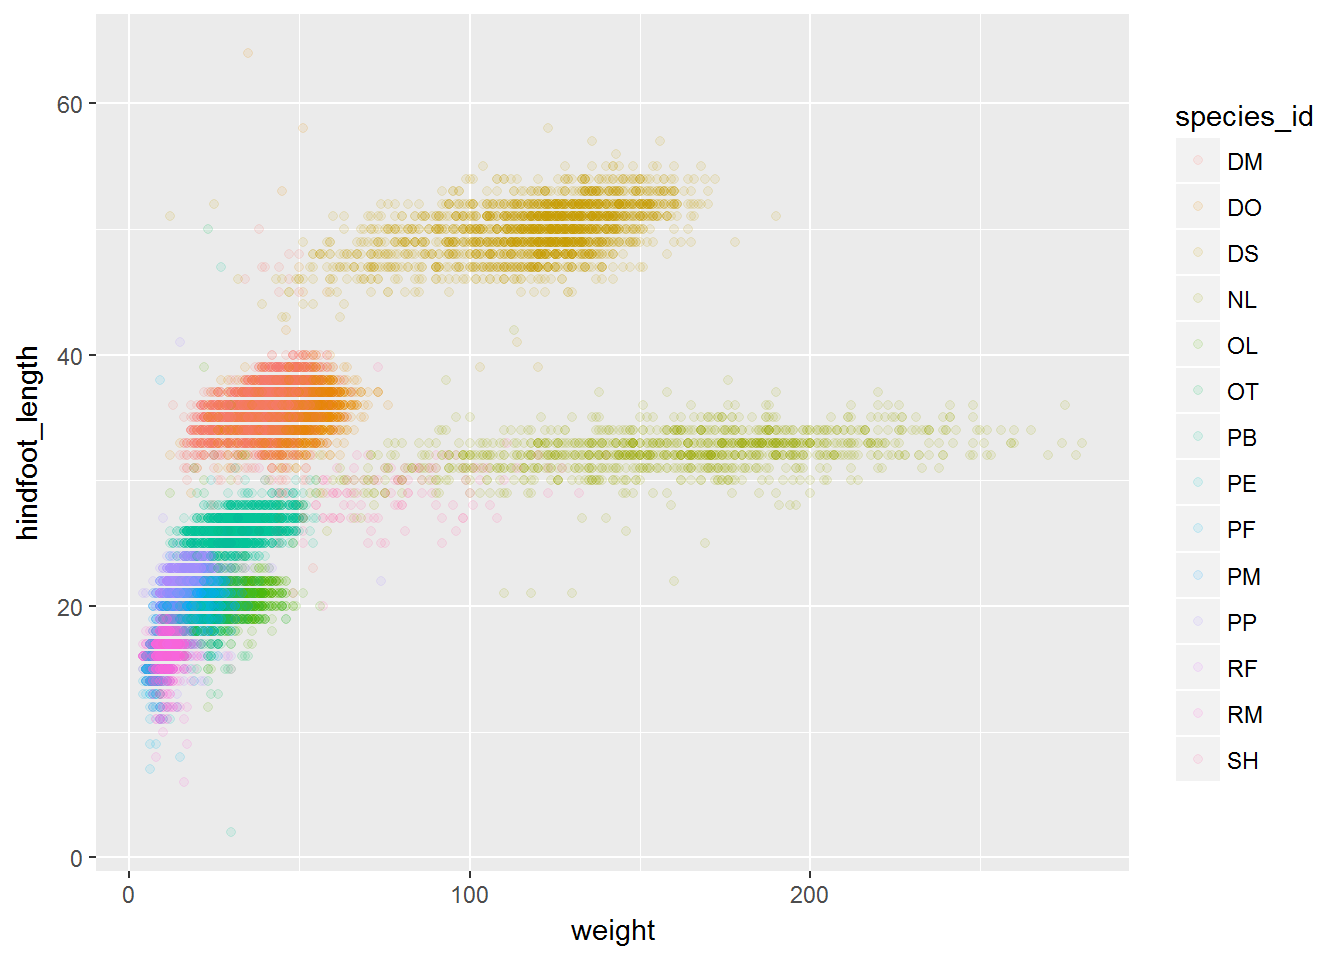 60
40
20
0
hindfoot_length
0 100 200
weight
species_id
DM
DO
DS
NL
OL
OT
PB
PE
PF
PM
PP
RF
RM
SH